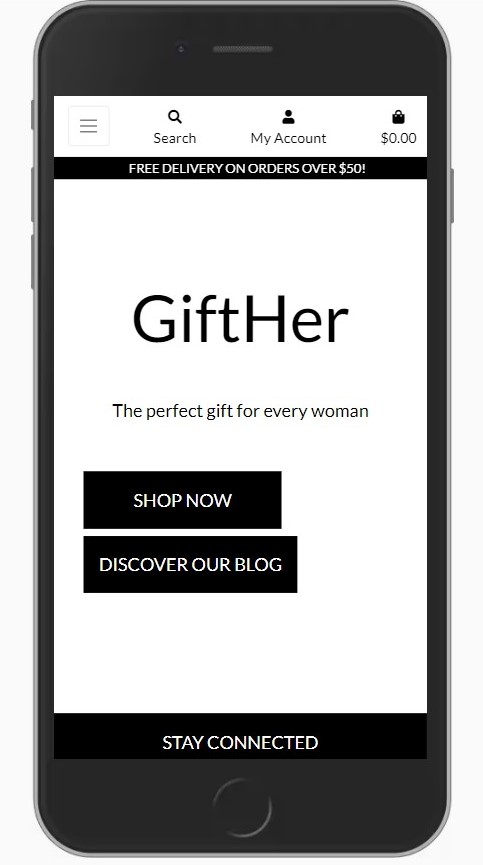 Search
My Account
$0.00
FREE DELIVERY ON ORDERS OVER $50!
GiftHer
The perfect gift for every woman
SHOP NOW
DISCOVER OUR BLOG
STAY CONNECTED